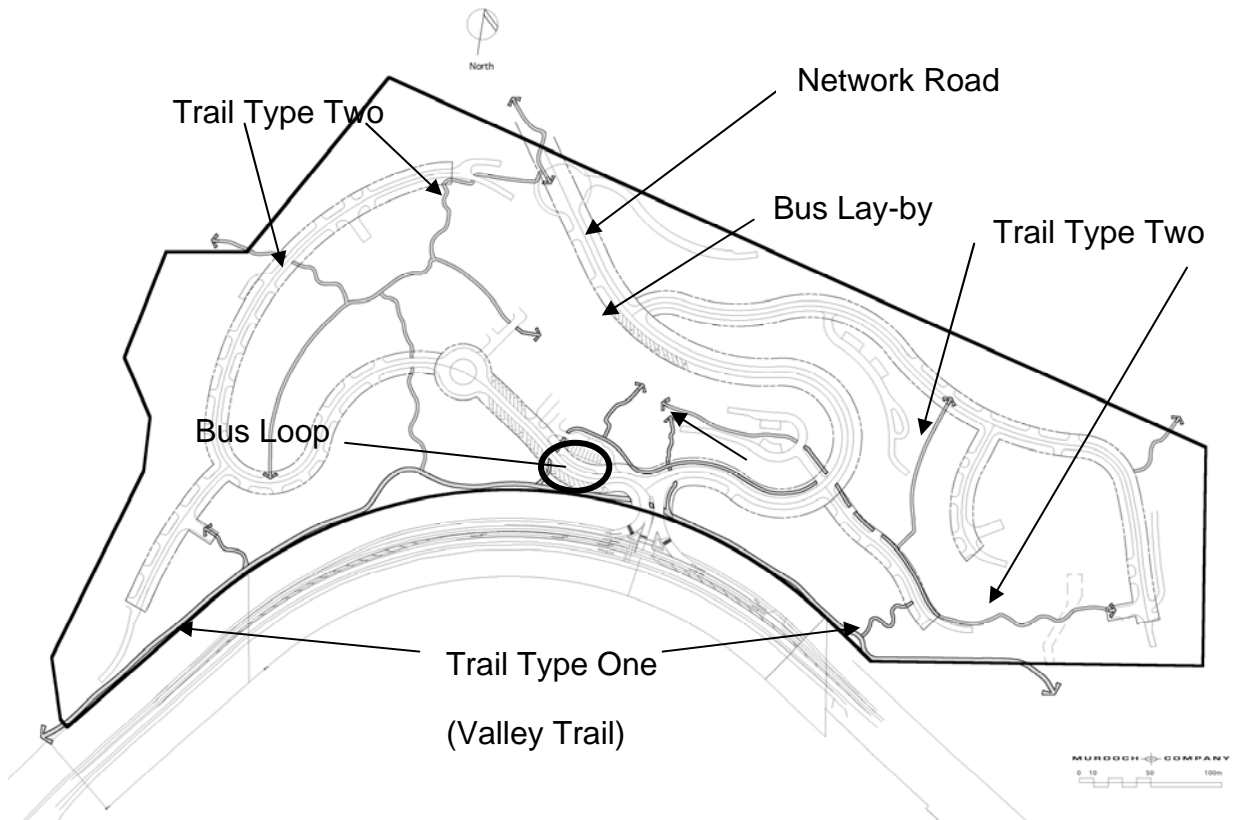 North
Network Road
Trail Type Two
Bus Lay-by
Trail Type Two
Bus Loop
Trail Type One
(Valley Trail)
MURDOCH COMPANY
0 10 50 100m